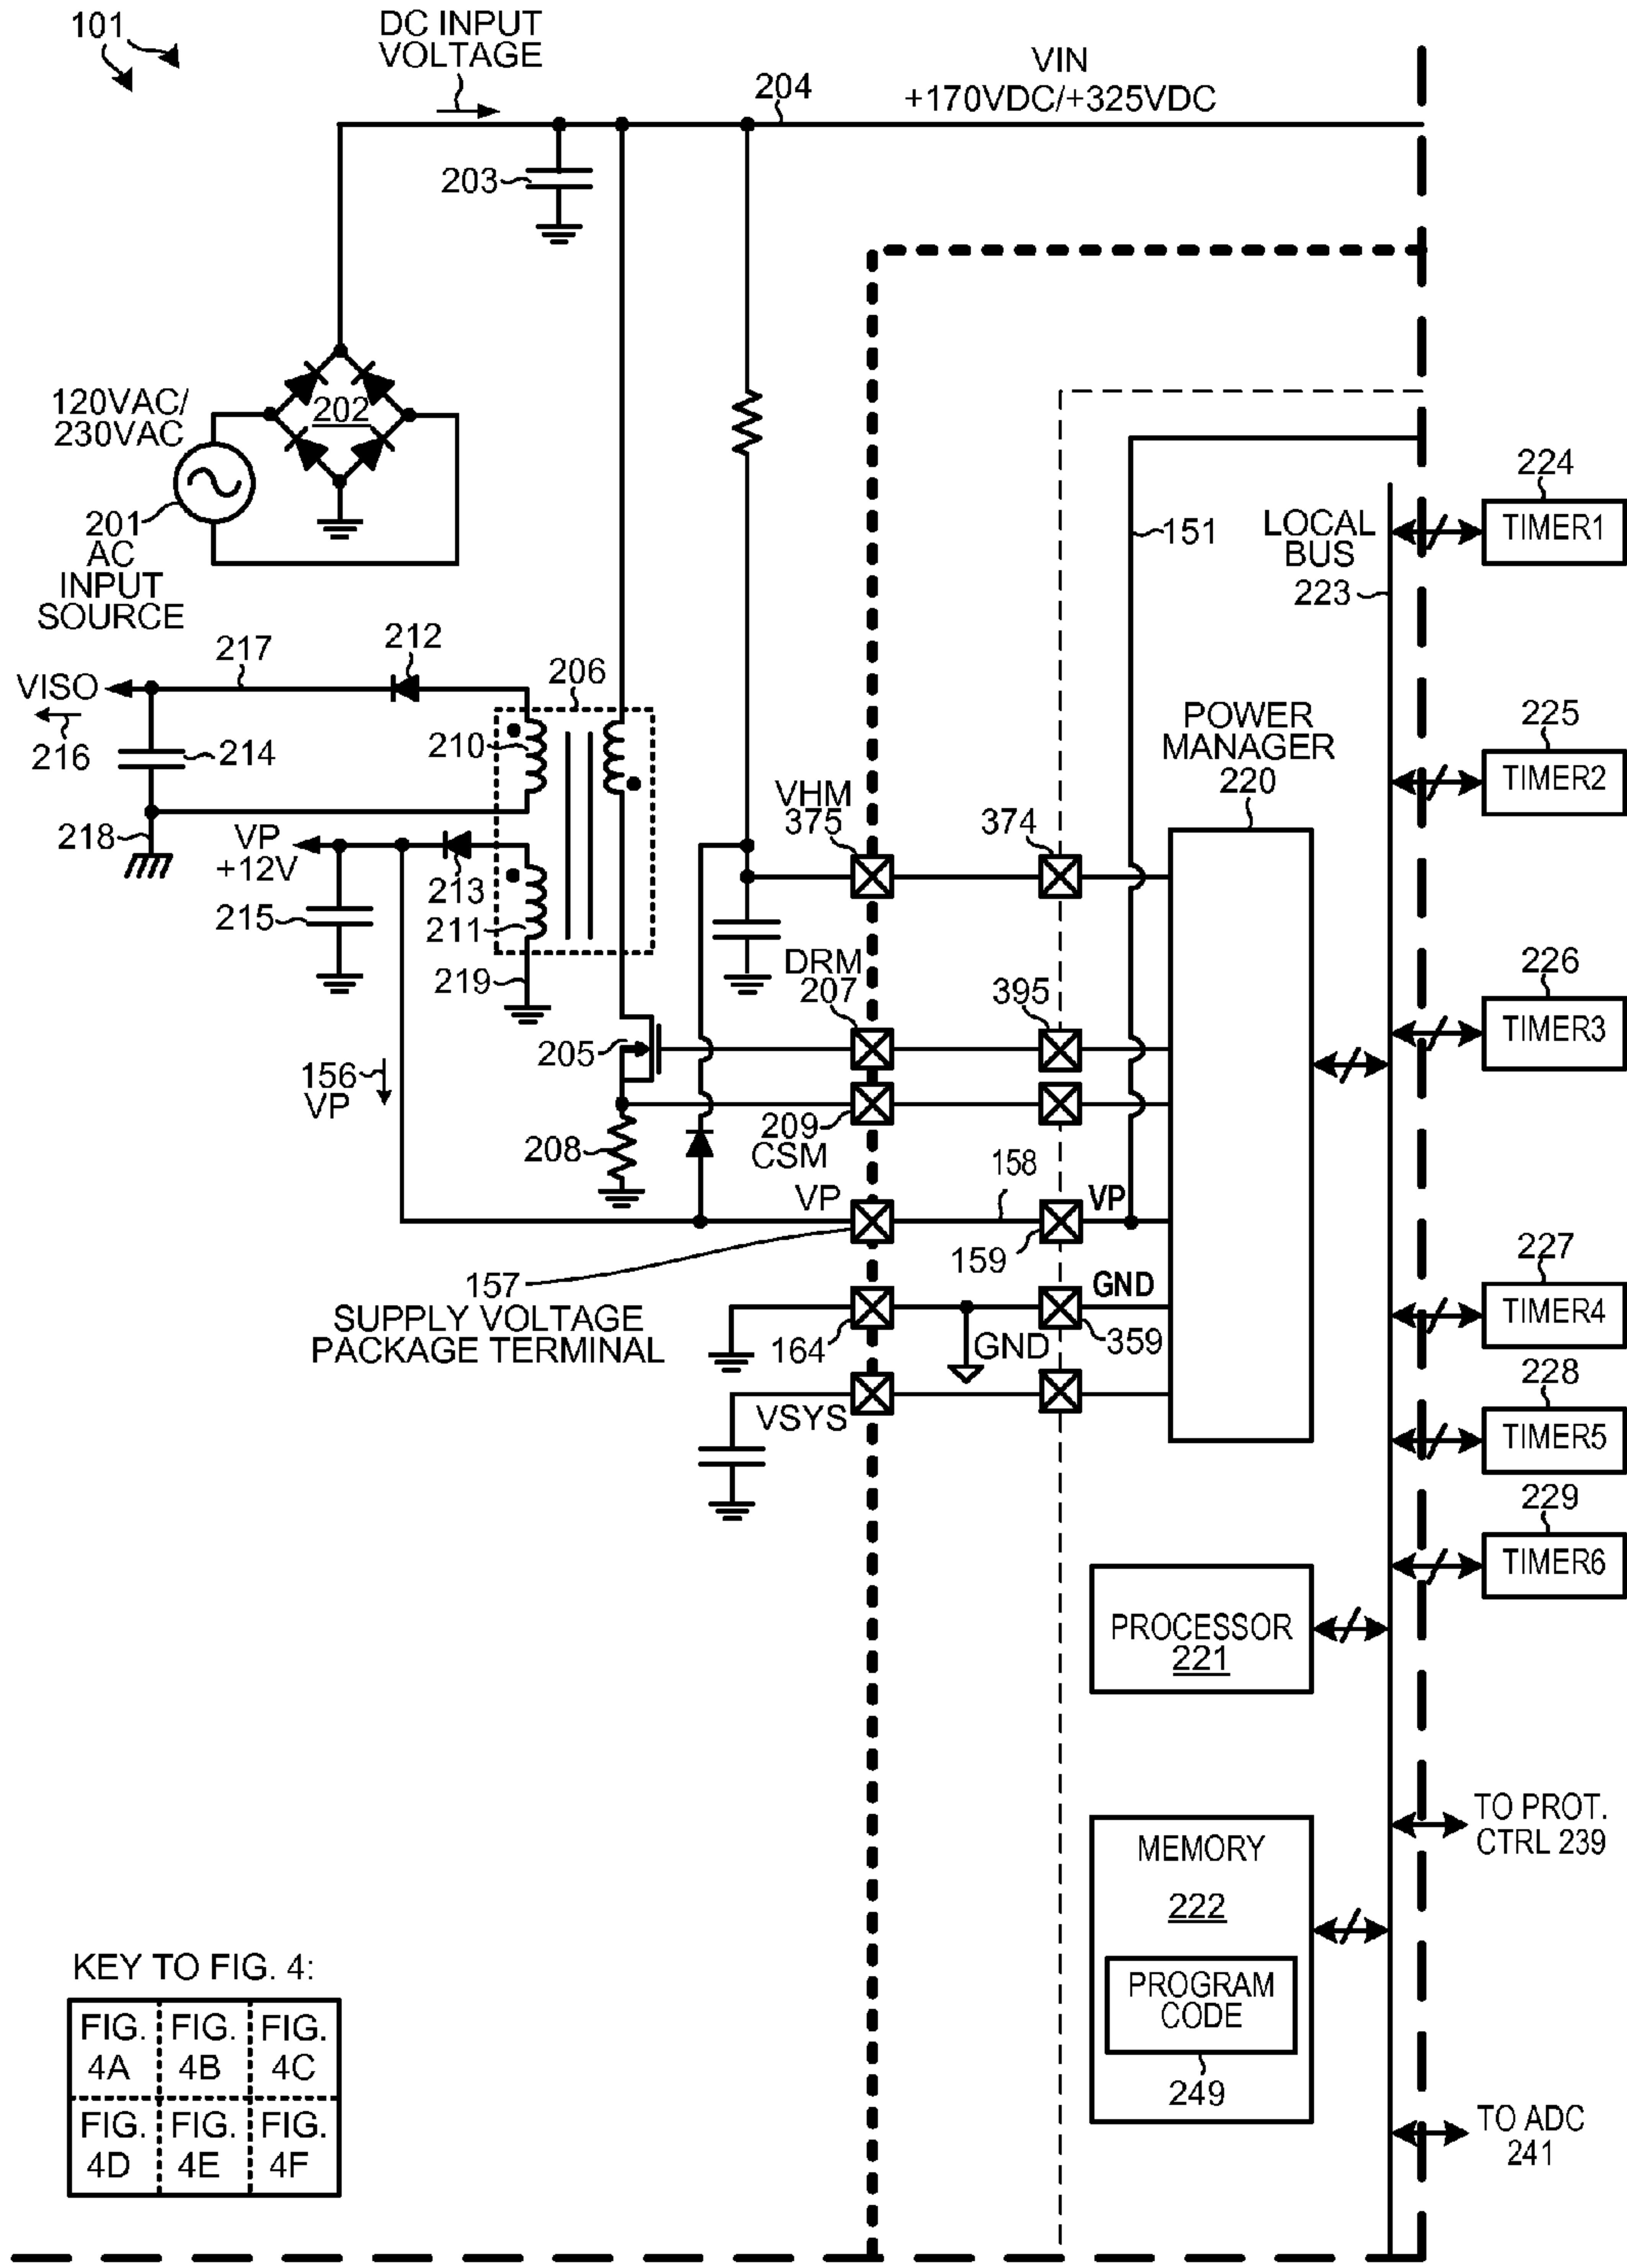 101
DC INPUT
VOLTAGE
204
VIN
+170VDC/+325VDC
203
120VAC/
230VAC
202
201
AC
INPUT
SOURCE
151
LOCAL
BUS
223
224
TIMER1
217
212
206
VISO
216
214
210
218
VP
+12V
213
215
211
219
VHM
375
374
POWER
MANAGER
220
225
TIMER2
DRM
207
395
226
TIMER3
205
156
VP
208
209
CSM
VP
158
VP
159
157
SUPPLY VOLTAGE
PACKAGE TERMINAL
164
GND
GND
359
VSYS
227
TIMER4
228
TIMER5
229
TIMER6
PROCESSOR
221
TO PROT.
CTRL 239
MEMORY
222
PROGRAM
CODE
249
TO ADC
241
KEY TO FIG. 4:
FIG. 4A
FIG. 4B
FIG. 4C
FIG. 4D
FIG. 4E
FIG. 4F